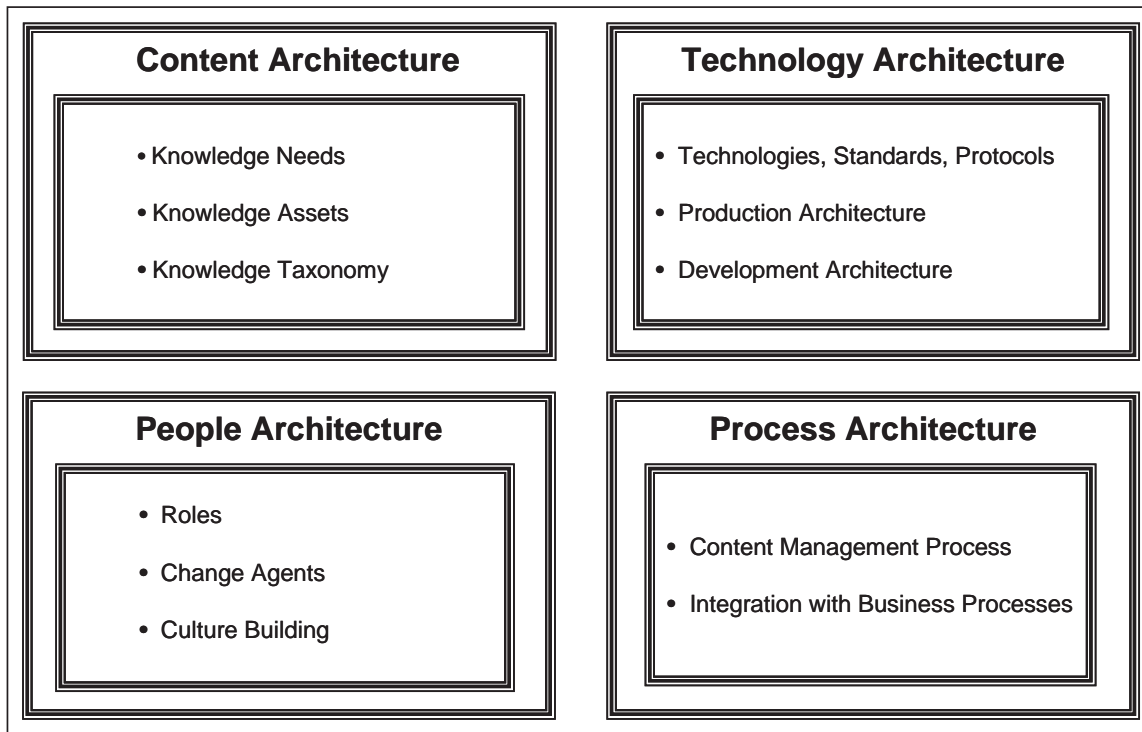 Content Architecture
• Knowledge Needs
• Knowledge Assets
• Knowledge Taxonomy
Technology Architecture
• Technologies, Standards, Protocols
• Production Architecture
• Development Architecture
People Architecture
• Roles
• Change Agents
• Culture Building
Process Architecture
• Content Management Process
• Integration with Business Processes